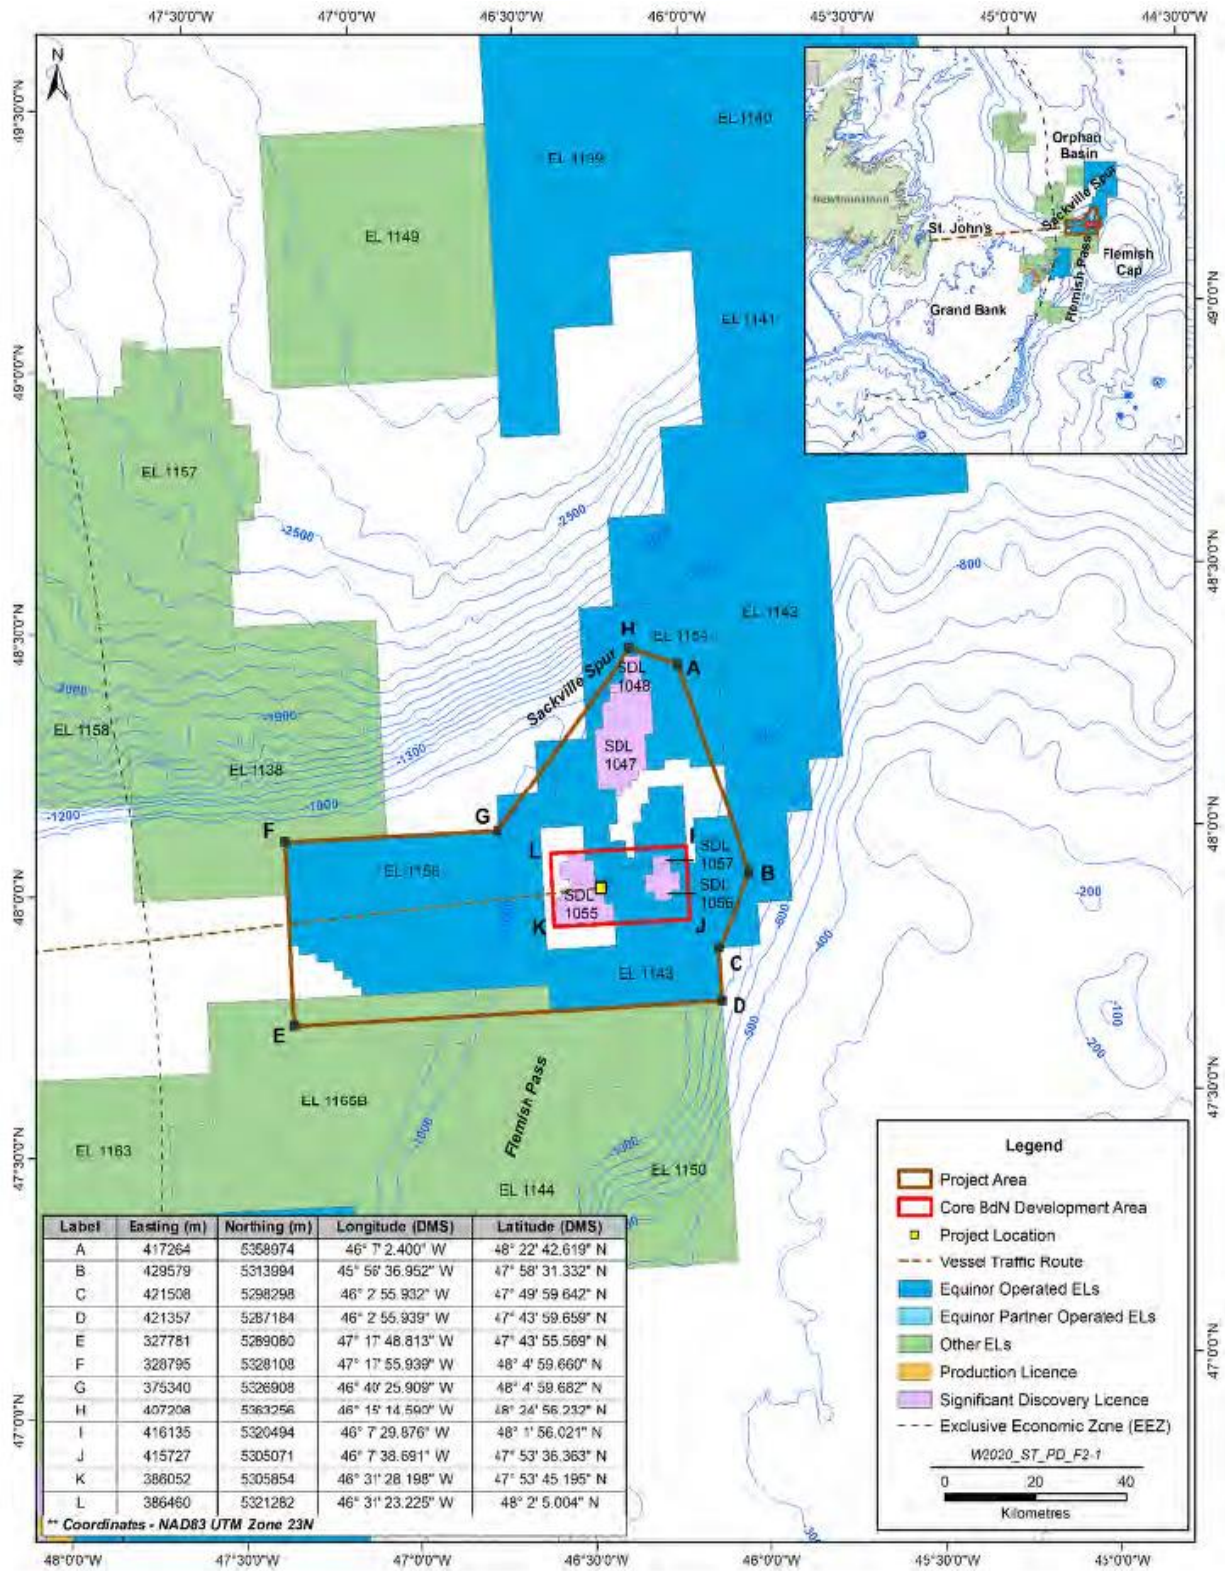 47°30'0"W 47°0'0"W 46°30'0"W 46°0'0"W 45°30'0"W 45°0'0"W 44°30'0"W
N
49°30'0"N
49°0'0"N
48°30'0"N
48°0'0"N
47°30'0"N
47°0'0"N
EL 1140
EL 1149
EL 1141
EL 1157
-2500
-2500
-800
EL 1154
H
A
SDL
1048
Sackville Spur
SDL
1047
EL 1158
EL 1138
-1300
-1200
G
F
L
I
SDL
1057
B
-200
SDL
1056
SDL
1055
K
J
-400
C
D
-500
E
-100
-200
EL 1165B
Flemish Pass
-1000
-1000
EL 1150
EL 1144
Orphan
Basin
Sackville Spur
Newfoundland
St. John's
Flemish
Cap
Flemish Pass
Grand Bank
49°0'0"N
48°30'0"N
48°0'0"N
47°30'0"N
47°0'0"N
Legend
Project Area
Core BdN Development Area
Project Location
Vessel Traffic Route
Equinor Operated ELs
Equinor Partner Operated ELs
Other ELs
Production Licence
Significant Discovery Licence
Exclusive Economic Zone (EEZ)
W2020_ST_PD_F2-1
0 20 40
Kilometres
Label Easting (m) Northing (m) Longitude (DMS) Latitude (DMS)
A 417264 5358974 46° 7' 2.400" W 48° 22' 42.619" N
B 429579 5313994 45° 56' 36.952" W 47° 58' 31.332" N
C 421508 5298298 46° 2' 55.932" W 47° 49' 59.642" N
D 421357 5287184 46° 2' 55.939" W 47° 43' 59.659" N
E 327781 5289080 47° 17' 48.813" W 47° 43' 55.569" N
F 328795 5328108 47° 17' 55.939" W 48° 4' 59.660" N
G 375340 5326908 46° 40' 25.909" W 48° 4' 59.682" N
H 407208 5363256 46° 15' 14.590" W 48° 24' 56.232" N
I 416135 5320494 46° 7' 29.876" W 48° 1' 56.021" N
J 415727 5305071 46° 7' 38.691" W 47° 53' 36.363" N
K 386052 5305854 46° 31' 28.198" W 47° 53' 45.195" N
L 386460 5321282 46° 31' 23.225" W 48° 2' 5.004" N
** Coordinates - NAD83 UTM Zone 23N
48°0'0"W 47°30'0"W 47°0'0"W 46°30'0"W 46°0'0"W 45°30'0"W 45°0'0"W